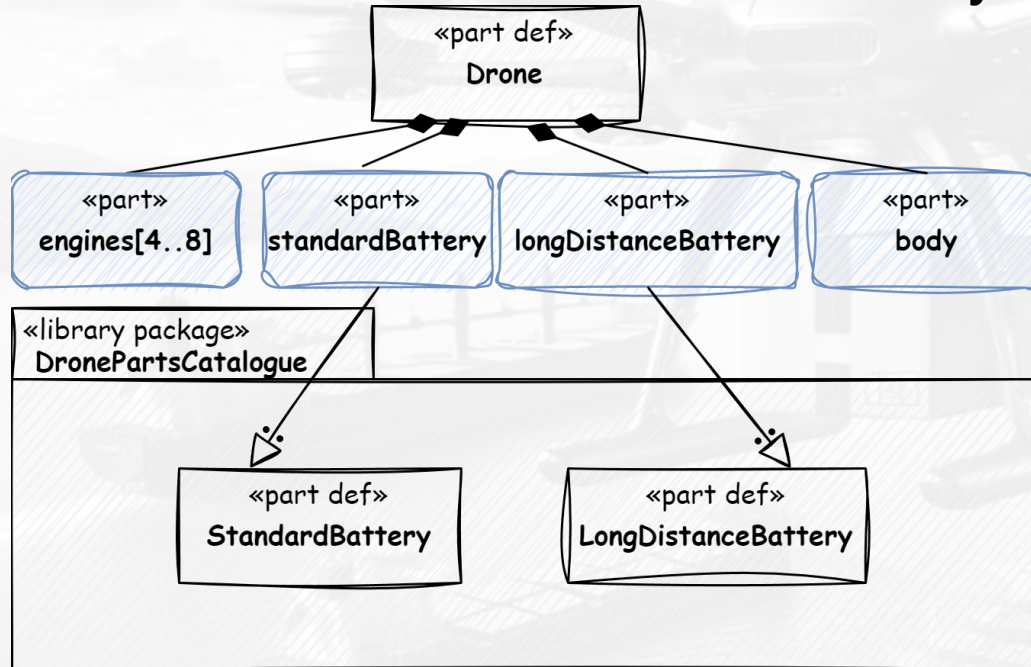 «part def»
Drone
«part»
engines[4..8]
«part»
standardBattery
«part»
longDistanceBattery
«part»
body
«library package»
DronePartsCatalogue
«part def»
StandardBattery
«part def»
LongDistanceBattery